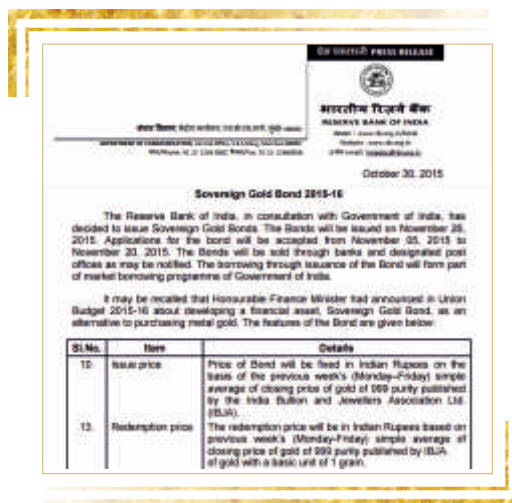 प्रेस प्रकाशनी PRESS RELEASE
भारतीय रिज़र्व बैंक
RESERVE BANK OF INDIA
October 30, 2015
Sovereign Gold Bond 2015-16
The Reserve Bank of India, in consultation with Government of India, has
decided to issue Sovereign Gold Bonds. The Bonds will be issued on November 26,
2015. Applications for the bond will be accepted from November 05, 2015 to
November 20, 2015. The Bonds will be sold through banks and designated post
offices as may be notified. The borrowing through issuance of the Bond will form part
of market borrowing programme of Government of India.
It may be recalled that Honourable Finance Minister had announced in Union
Budget 2015-16 about developing a financial asset, Sovereign Gold Bond, as an
alternative to purchasing metal gold. The features of the Bond are given below:
Sl.No. Item Details
10. Issue price Price of Bond will be fixed in Indian Rupees on the
basis of the previous week's (Monday–Friday) simple
average of closing price of gold of 999 purity published
by the India Bullion and Jewellers Association Ltd.
(IBJA).
13. Redemption price The redemption price will be in Indian Rupees based on
previous week's (Monday-Friday) simple average of
closing price of gold of 999 purity published by IBJA
of gold with a basic unit of 1 gram.